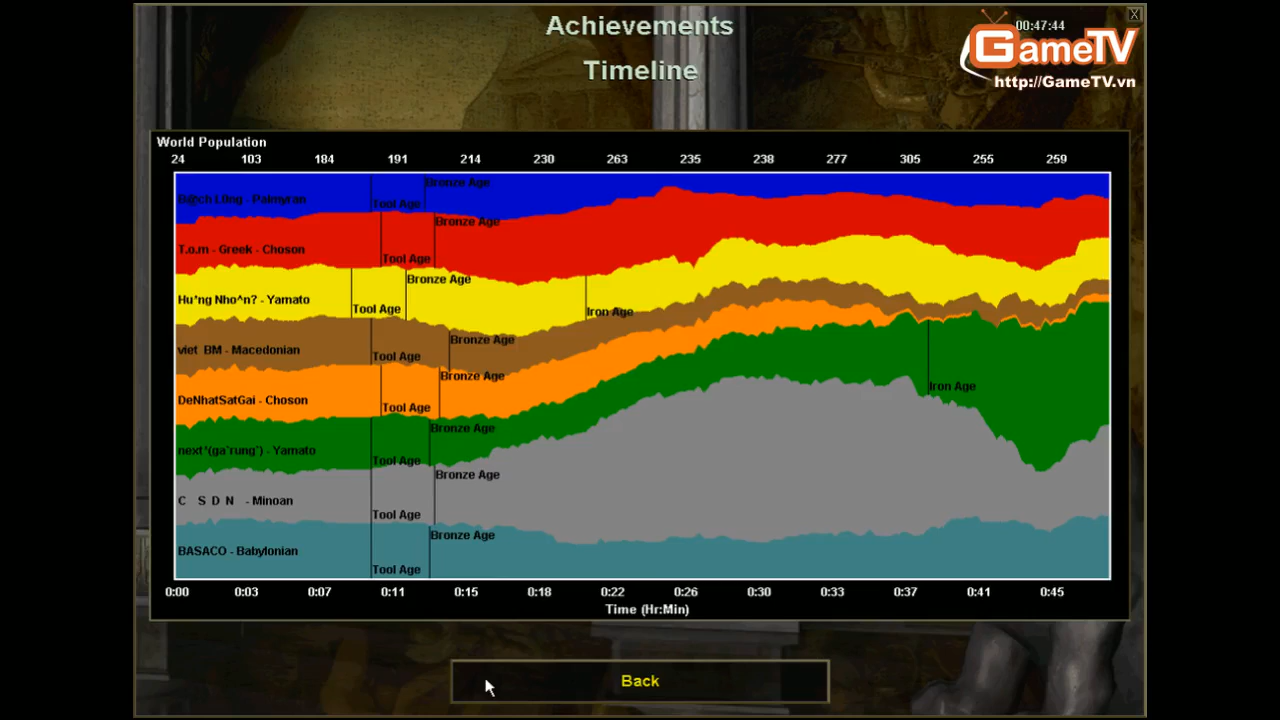 Achievements
00:47:44
X
GameTV
Timeline
http://GameTV.vn
World Population
24 103 184 191 214 230 263 235 238 277 305 255 259
Bronze Age
B@ch L0ng - Palmyran
Tool Age
Bronze Age
T.o.m - Greek - Choson
Tool Age
Bronze Age
Hu*ng Nho^n? - Yamato
Tool Age
Iron Age
Bronze Age
viet BM - Macedonian
Tool Age
Bronze Age
DeNhatSatGai - Choson
Tool Age
Iron Age
Bronze Age
next*(ga`rung`) - Yamato
Tool Age
Bronze Age
C S D N - Minoan
Tool Age
Bronze Age
BASACO - Babylonian
Tool Age
0:00 0:03 0:07 0:11 0:15 0:18 0:22 0:26 0:30 0:33 0:37 0:41 0:45
Time (Hr:Min)
Back